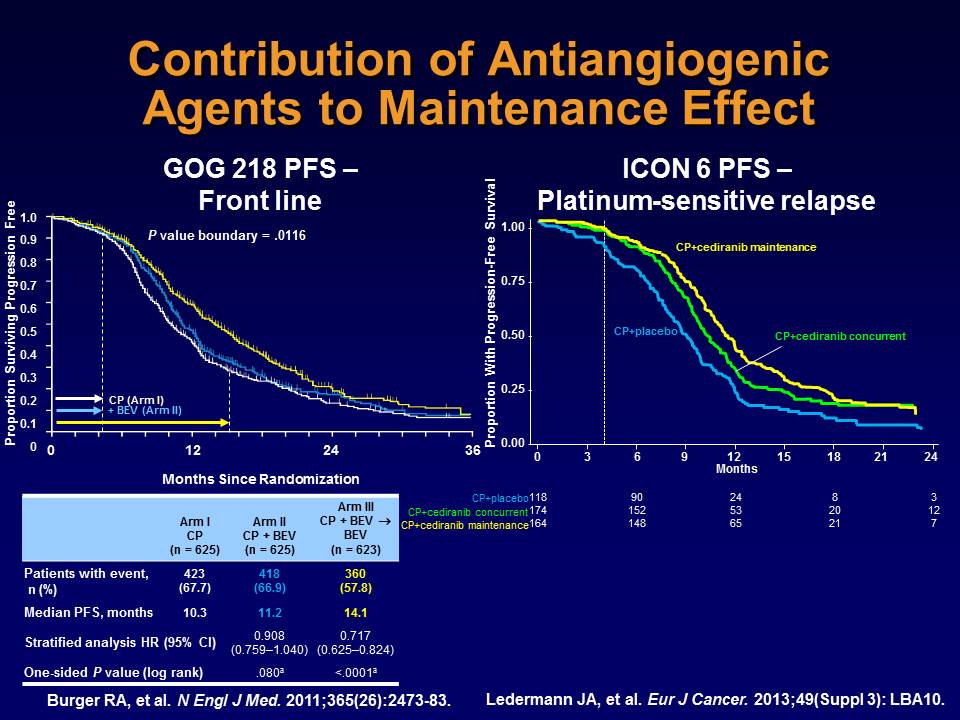 Contribution of Antiangiogenic
Agents to Maintenance Effect
GOG 218 PFS –
Front line
Proportion Surviving Progression Free
1.0
0.9
0.8
0.7
0.6
0.5
0.4
0.3
0.2
0.1
0
P value boundary = .0116
CP (Arm I)
+ BEV (Arm II)
0 12 24 36
Months Since Randomization
Arm I
CP
(n = 625)
Arm II
CP + BEV
(n = 625)
Arm III
CP + BEV →
BEV
(n = 623)
Patients with event,
n (%)
423
(67.7)
418
(66.9)
360
(57.8)
Median PFS, months 10.3 11.2 14.1
Stratified analysis HR (95% CI)
0.908
(0.759–1.040)
0.717
(0.625–0.824)
One-sided P value (log rank) .080ª <.0001ª
Burger RA, et al. N Engl J Med. 2011;365(26):2473-83.
ICON 6 PFS –
Platinum-sensitive relapse
Proportion With Progression-Free Survival
1.00
0.75
0.50
0.25
0.00
CP+cediranib maintenance
CP+placebo
CP+cediranib concurrent
0 3 6 9 12 15 18 21 24
Months
CP+placebo 118 90 24 8 3
CP+cediranib concurrent 174 152 53 20 12
CP+cediranib maintenance 164 148 65 21 7
Ledermann JA, et al. Eur J Cancer. 2013;49(Suppl 3): LBA10.